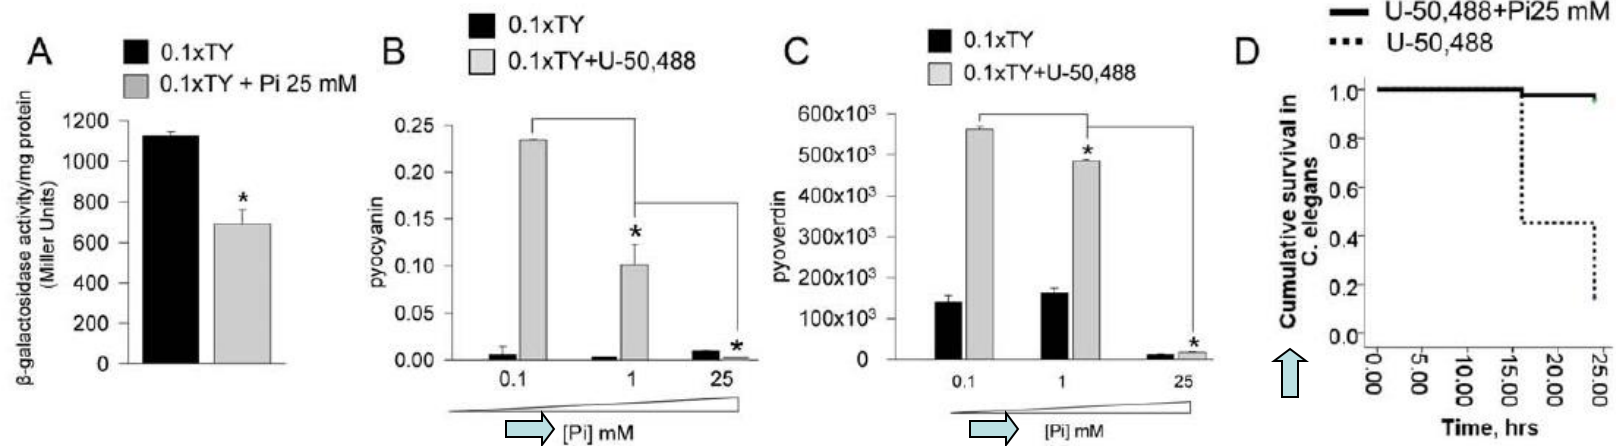 A
0.1xTY
0.1xTY + Pi 25 mM
β-galactosidase activity/mg protein
(Miller Units)
1200
1000
800
600
400
200
0
*
B
0.1xTY
0.1xTY+U-50,488
pyocyanin
0.25
0.20
0.15
0.10
0.05
0.00
*
*
0.1
1
25
[Pi] mM
C
0.1xTY
0.1xTY+U-50,488
pyoverdin
600x10³
500x10³
400x10³
300x10³
200x10³
100x10³
0
*
*
0.1
1
25
[Pi] mM
D
U-50,488+Pi25 mM
U-50,488
Cumulative survival in
C. elegans
1.0
0.8
0.6
0.4
0.2
0.0
0.00
5.00
10.00
15.00
20.00
25.00
Time, hrs